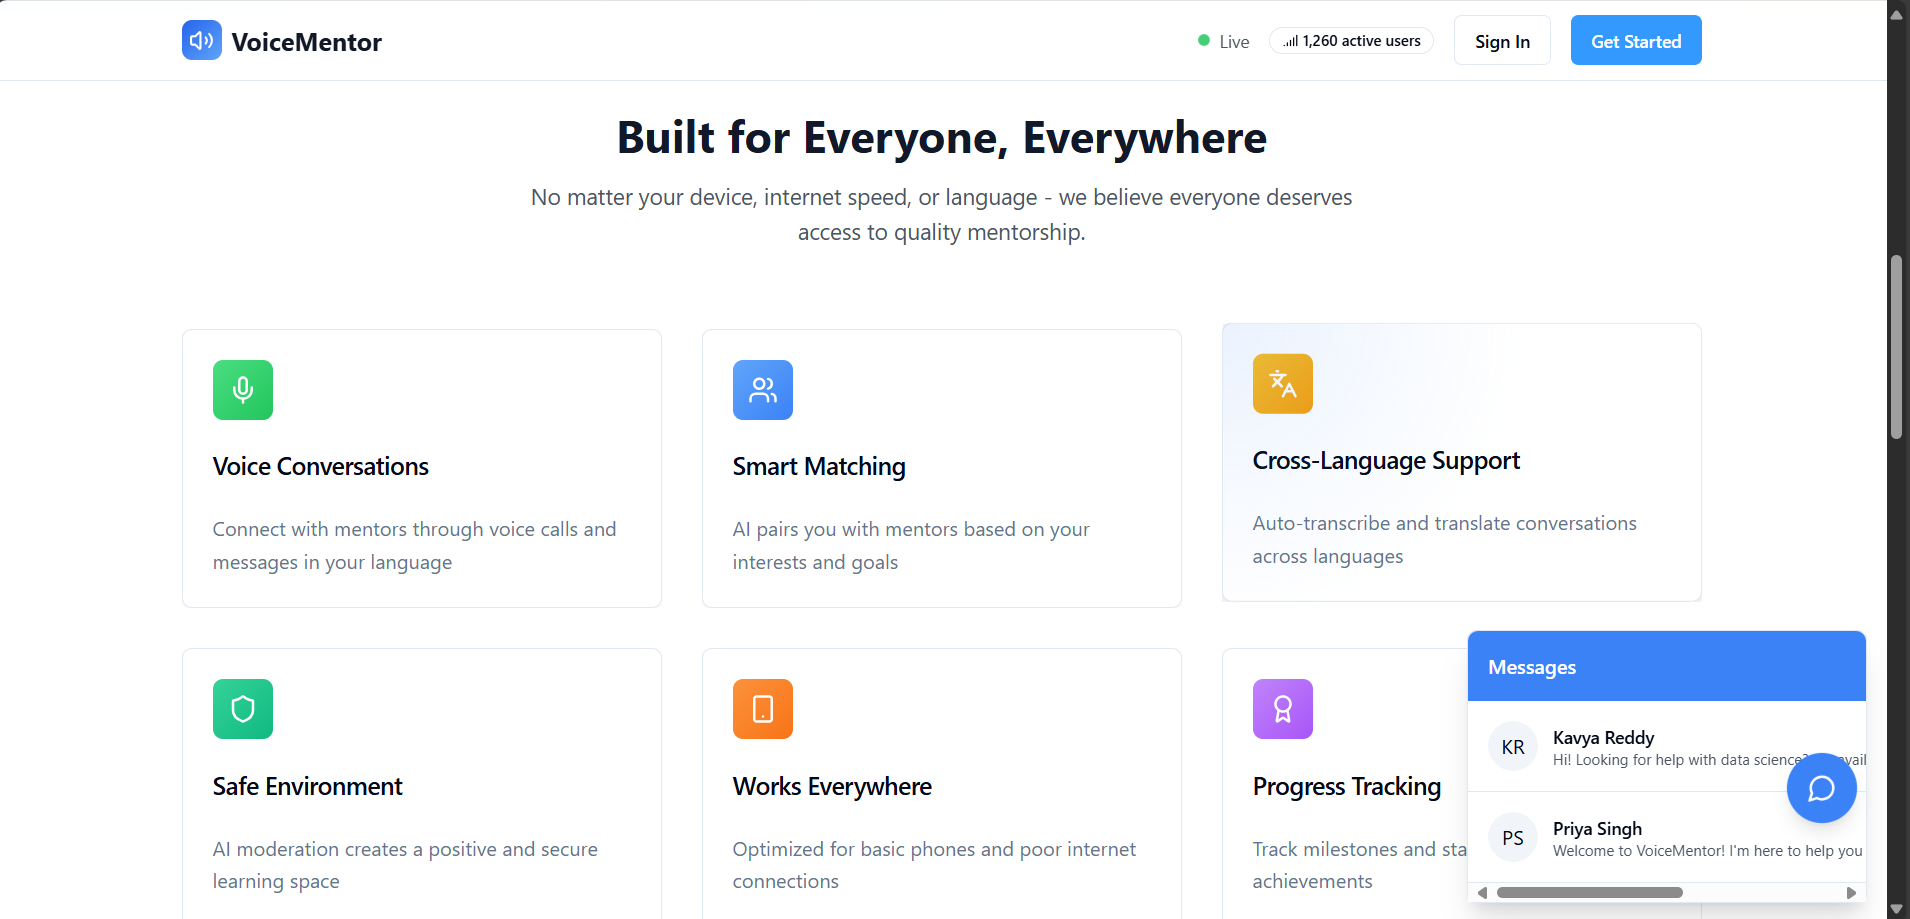 VoiceMentor
Live
1,260 active users
Sign In
Get Started
Built for Everyone, Everywhere
No matter your device, internet speed, or language - we believe everyone deserves
access to quality mentorship.
Voice Conversations
Connect with mentors through voice calls and
messages in your language
Smart Matching
AI pairs you with mentors based on your
interests and goals
Cross-Language Support
Auto-transcribe and translate conversations
across languages
Safe Environment
AI moderation creates a positive and secure
learning space
Works Everywhere
Optimized for basic phones and poor internet
connections
Progress Tracking
Track milestones and
achievements
Messages
KR
Kavya Reddy
Hi! Looking for help with data science?
PS
Priya Singh
Welcome to VoiceMentor! I'm here to help you